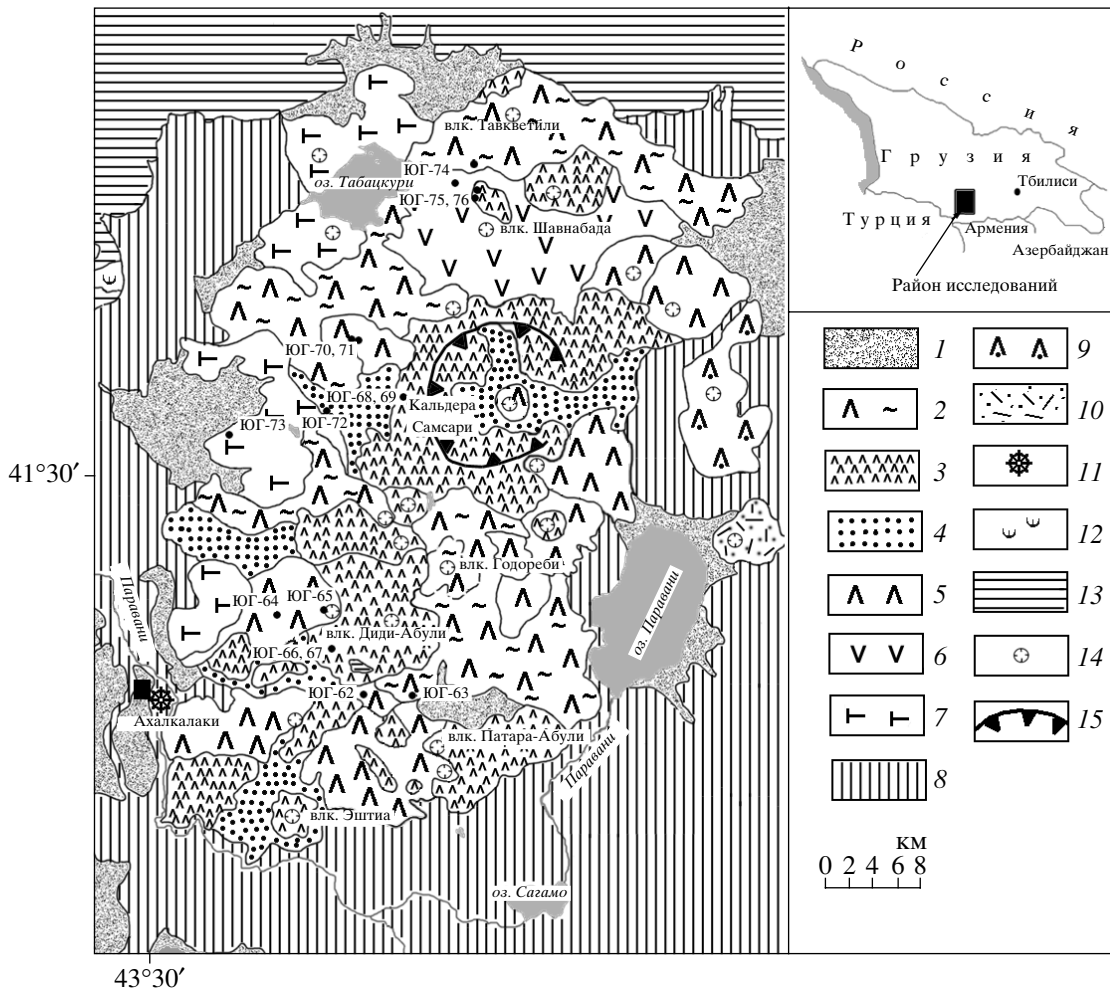 влк. Тавкветили
ЮГ-74
оз. Табацкури
ЮГ-75, 76
влк. Шавнабада
ЮГ-70, 71
ЮГ-68, 69
Кальдера
Самсари
ЮГ-73
ЮГ-72
41°30′
влк. Годореби
Паравани
ЮГ-64
ЮГ-65
влк. Диди-Абули
оз. Паравани
ЮГ-66, 67
ЮГ-62
ЮГ-63
Ахалкалаки
влк. Патара-Абули
Паравани
влк. Эштиа
оз. Сагамо
43°30′
Россия
Грузия
Тбилиси
Турция
Армения
Азербайджан
Район исследований
1
2
3
4
5
6
7
8
9
10
11
12
13
14
15
км
0 2 4 6 8